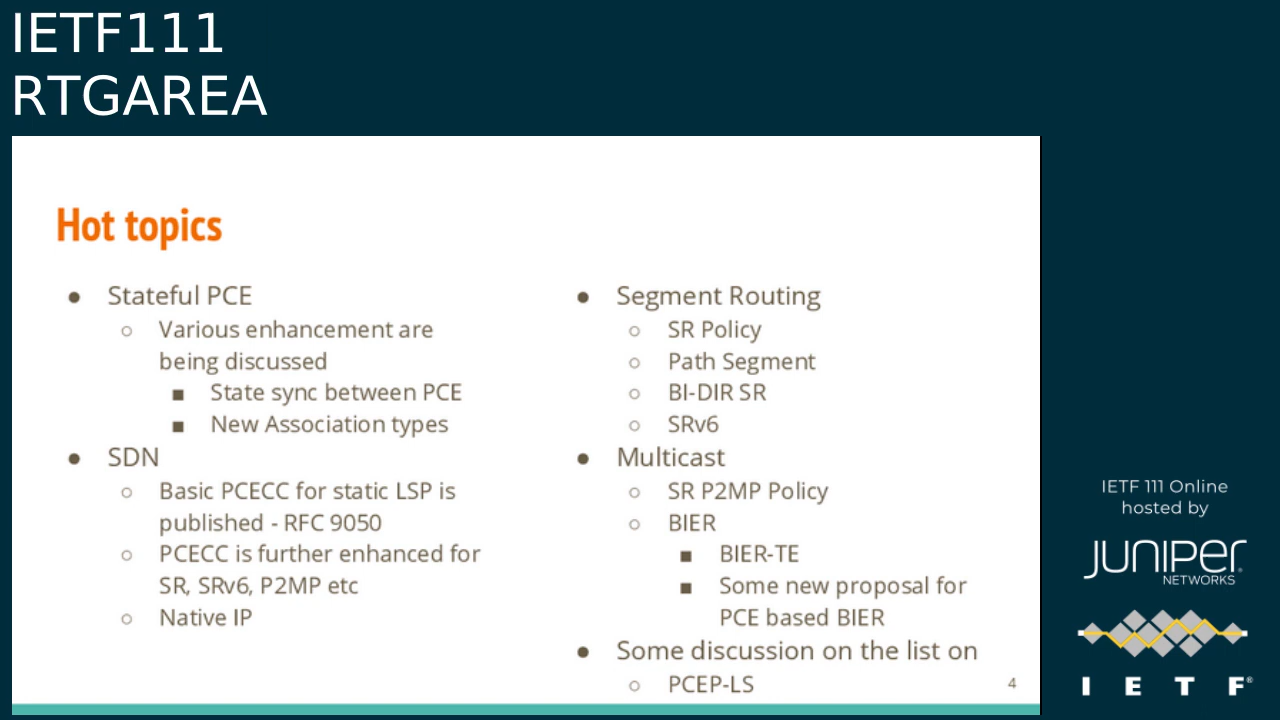 IETF111
RTGAREA
Hot topics
● Stateful PCE
○ Various enhancement are
being discussed
■ State sync between PCE
■ New Association types
● SDN
○ Basic PCECC for static LSP is
published - RFC 9050
○ PCECC is further enhanced for
SR, SRv6, P2MP etc
○ Native IP
● Segment Routing
○ SR Policy
○ Path Segment
○ BI-DIR SR
○ SRv6
● Multicast
○ SR P2MP Policy
○ BIER
■ BIER-TE
■ Some new proposal for
PCE based BIER
● Some discussion on the list on
○ PCEP-LS
4
IETF 111 Online
hosted by
JUNIPER
NETWORKS
I E T F®